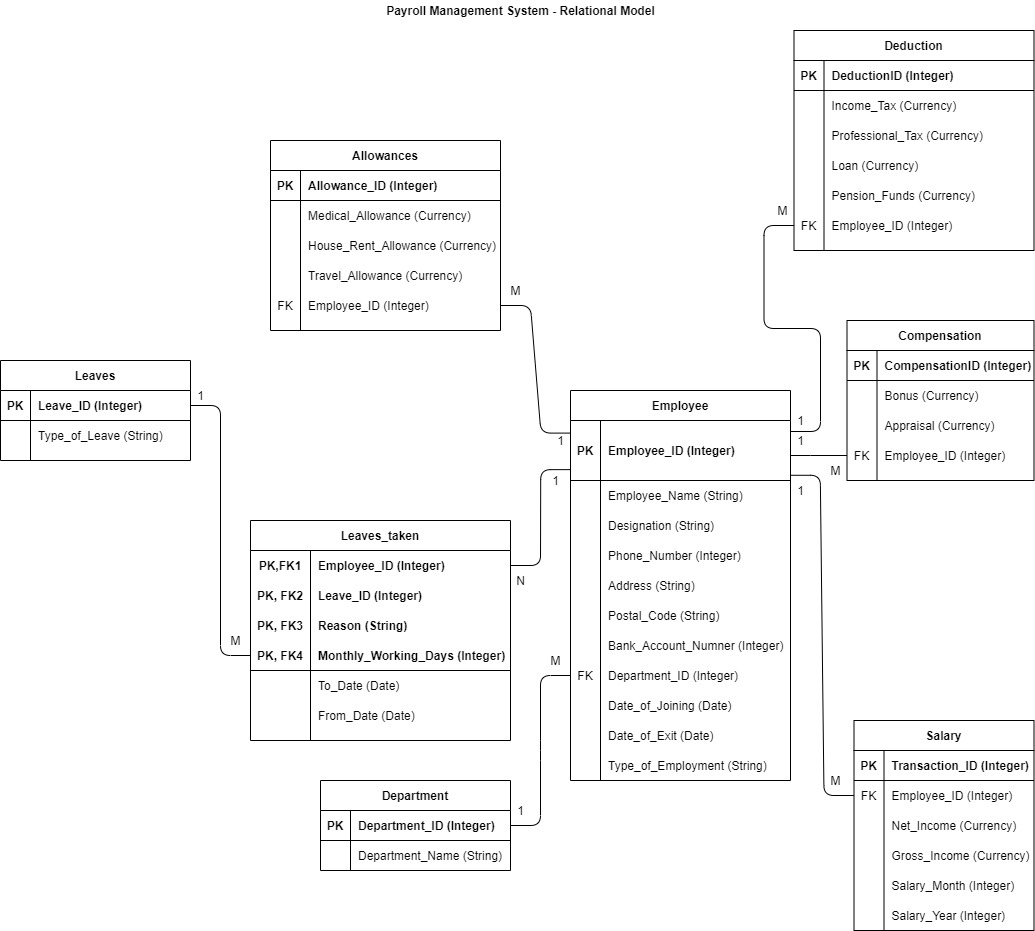 Payroll Management System - Relational Model
Deduction
PK DeductionID (Integer)
Income_Tax (Currency)
Professional_Tax (Currency)
Loan (Currency)
Pension_Funds (Currency)
FK Employee_ID (Integer)
M
Allowances
PK Allowance_ID (Integer)
Medical_Allowance (Currency)
House_Rent_Allowance (Currency)
Travel_Allowance (Currency)
FK Employee_ID (Integer)
M
1
Compensation
PK CompensationID (Integer)
Bonus (Currency)
Appraisal (Currency)
FK Employee_ID (Integer)
M
Leaves
PK Leave_ID (Integer)
Type_of_Leave (String)
1
Employee
PK Employee_ID (Integer)
Employee_Name (String)
Designation (String)
Phone_Number (Integer)
Address (String)
Postal_Code (String)
Bank_Account_Numner (Integer)
FK Department_ID (Integer)
Date_of_Joining (Date)
Date_of_Exit (Date)
Type_of_Employment (String)
1
1
1
1
Leaves_taken
PK,FK1 Employee_ID (Integer)
PK, FK2 Leave_ID (Integer)
PK, FK3 Reason (String)
PK, FK4 Monthly_Working_Days (Integer)
To_Date (Date)
From_Date (Date)
N
M
M
Department
PK Department_ID (Integer)
Department_Name (String)
1
Salary
PK Transaction_ID (Integer)
FK Employee_ID (Integer)
Net_Income (Currency)
Gross_Income (Currency)
Salary_Month (Integer)
Salary_Year (Integer)
M